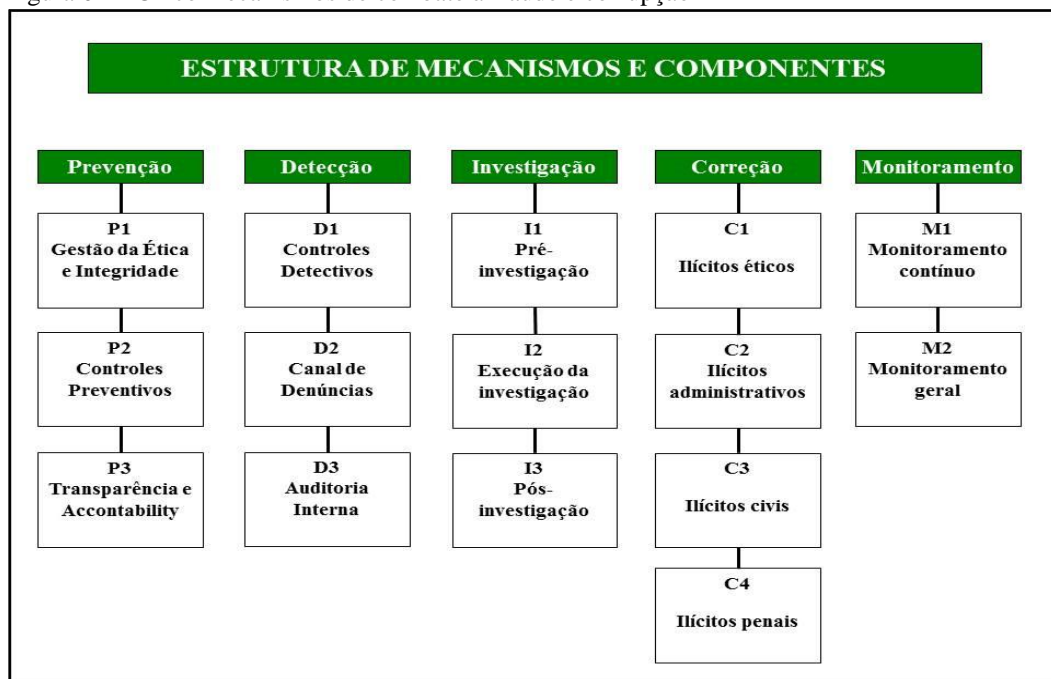 ESTRUTURA DE MECANISMOS E COMPONENTES
Prevenção
P1
Gestão da Ética
e Integridade
P2
Controles
Preventivos
P3
Transparência e
Accontability
Detecção
D1
Controles
Detectivos
D2
Canal de
Denúncias
D3
Auditoria
Interna
Investigação
I1
Pré-
investigação
I2
Execução da
investigação
I3
Pós-
investigação
Correção
C1
Ilícitos éticos
C2
Ilícitos
administrativos
C3
Ilícitos civis
C4
Ilícitos penais
Monitoramento
M1
Monitoramento
contínuo
M2
Monitoramento
geral